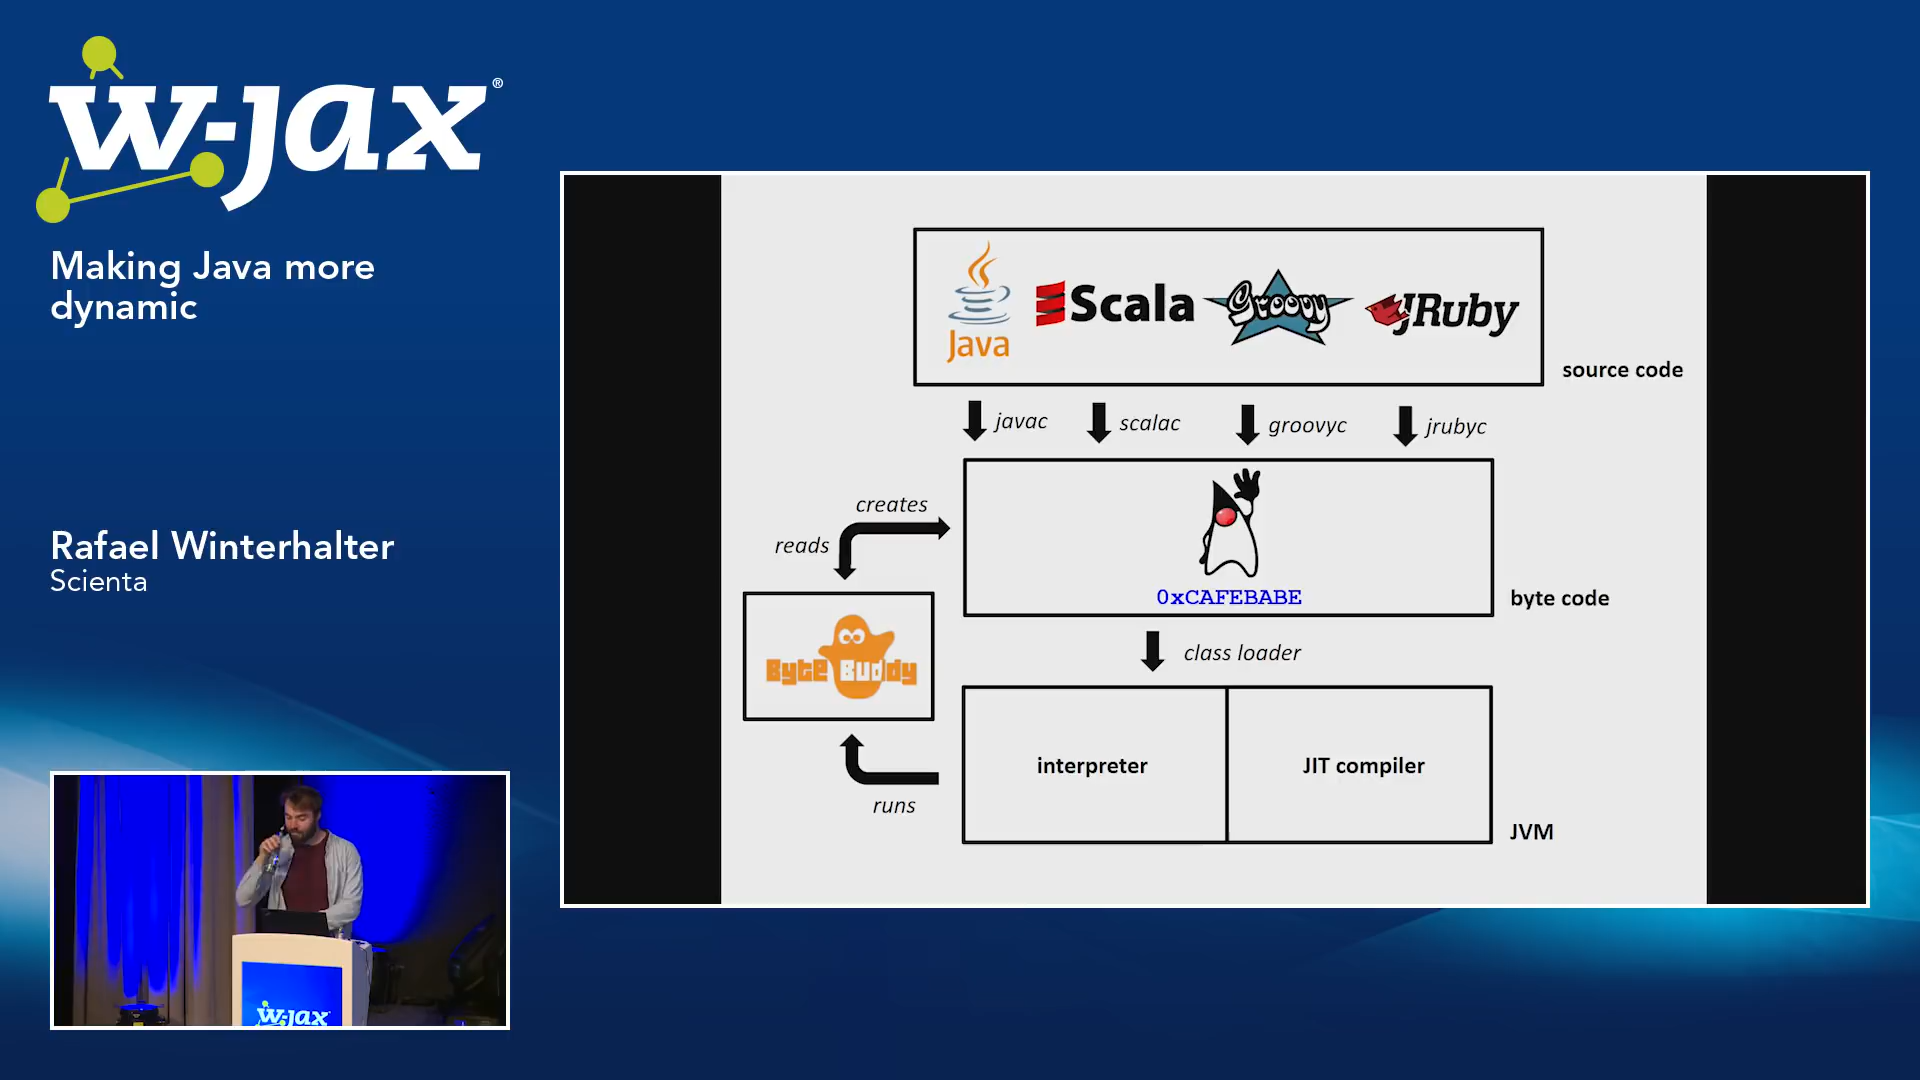 w-jax®
Making Java more
dynamic
Rafael Winterhalter
Scienta
Java
Scala
Groovy
JRuby
source code
javac
scalac
groovyc
jrubyc
creates
reads
0xCAFEBABE
byte code
Byte Buddy
class loader
interpreter
JIT compiler
runs
JVM
w-jax